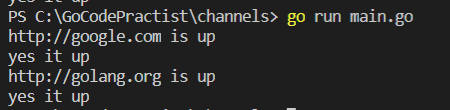 PS C:\GoCodePractist\channels> go run main.go
http://google.com is up
yes it up
http://golang.org is up
yes it up